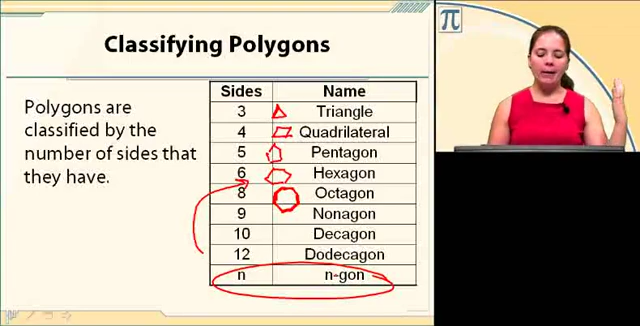 π
Classifying Polygons
Polygons are
classified by the
number of sides that
they have.
Sides Name
3 Triangle
4 Quadrilateral
5 Pentagon
6 Hexagon
8 Octagon
9 Nonagon
10 Decagon
12 Dodecagon
n n-gon